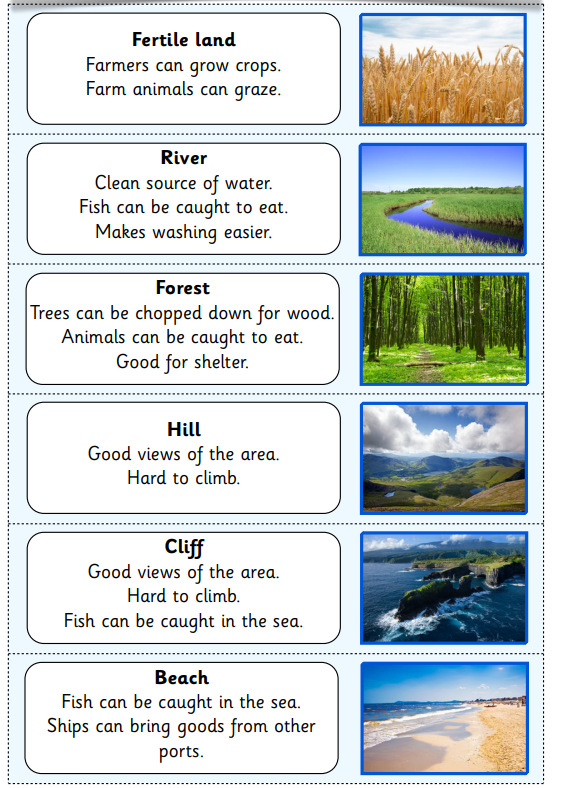 Fertile land
Farmers can grow crops.
Farm animals can graze.
River
Clean source of water.
Fish can be caught to eat.
Makes washing easier.
Forest
Trees can be chopped down for wood.
Animals can be caught to eat.
Good for shelter.
Hill
Good views of the area.
Hard to climb.
Cliff
Good views of the area.
Hard to climb.
Fish can be caught in the sea.
Beach
Fish can be caught in the sea.
Ships can bring goods from other
ports.